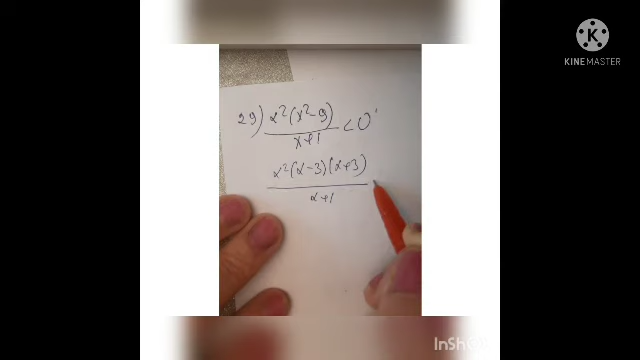 29) x²(x²-9)
x+1
<0
x²(x-3)(x+3)
x+1
K
KINEMASTER
InShOt